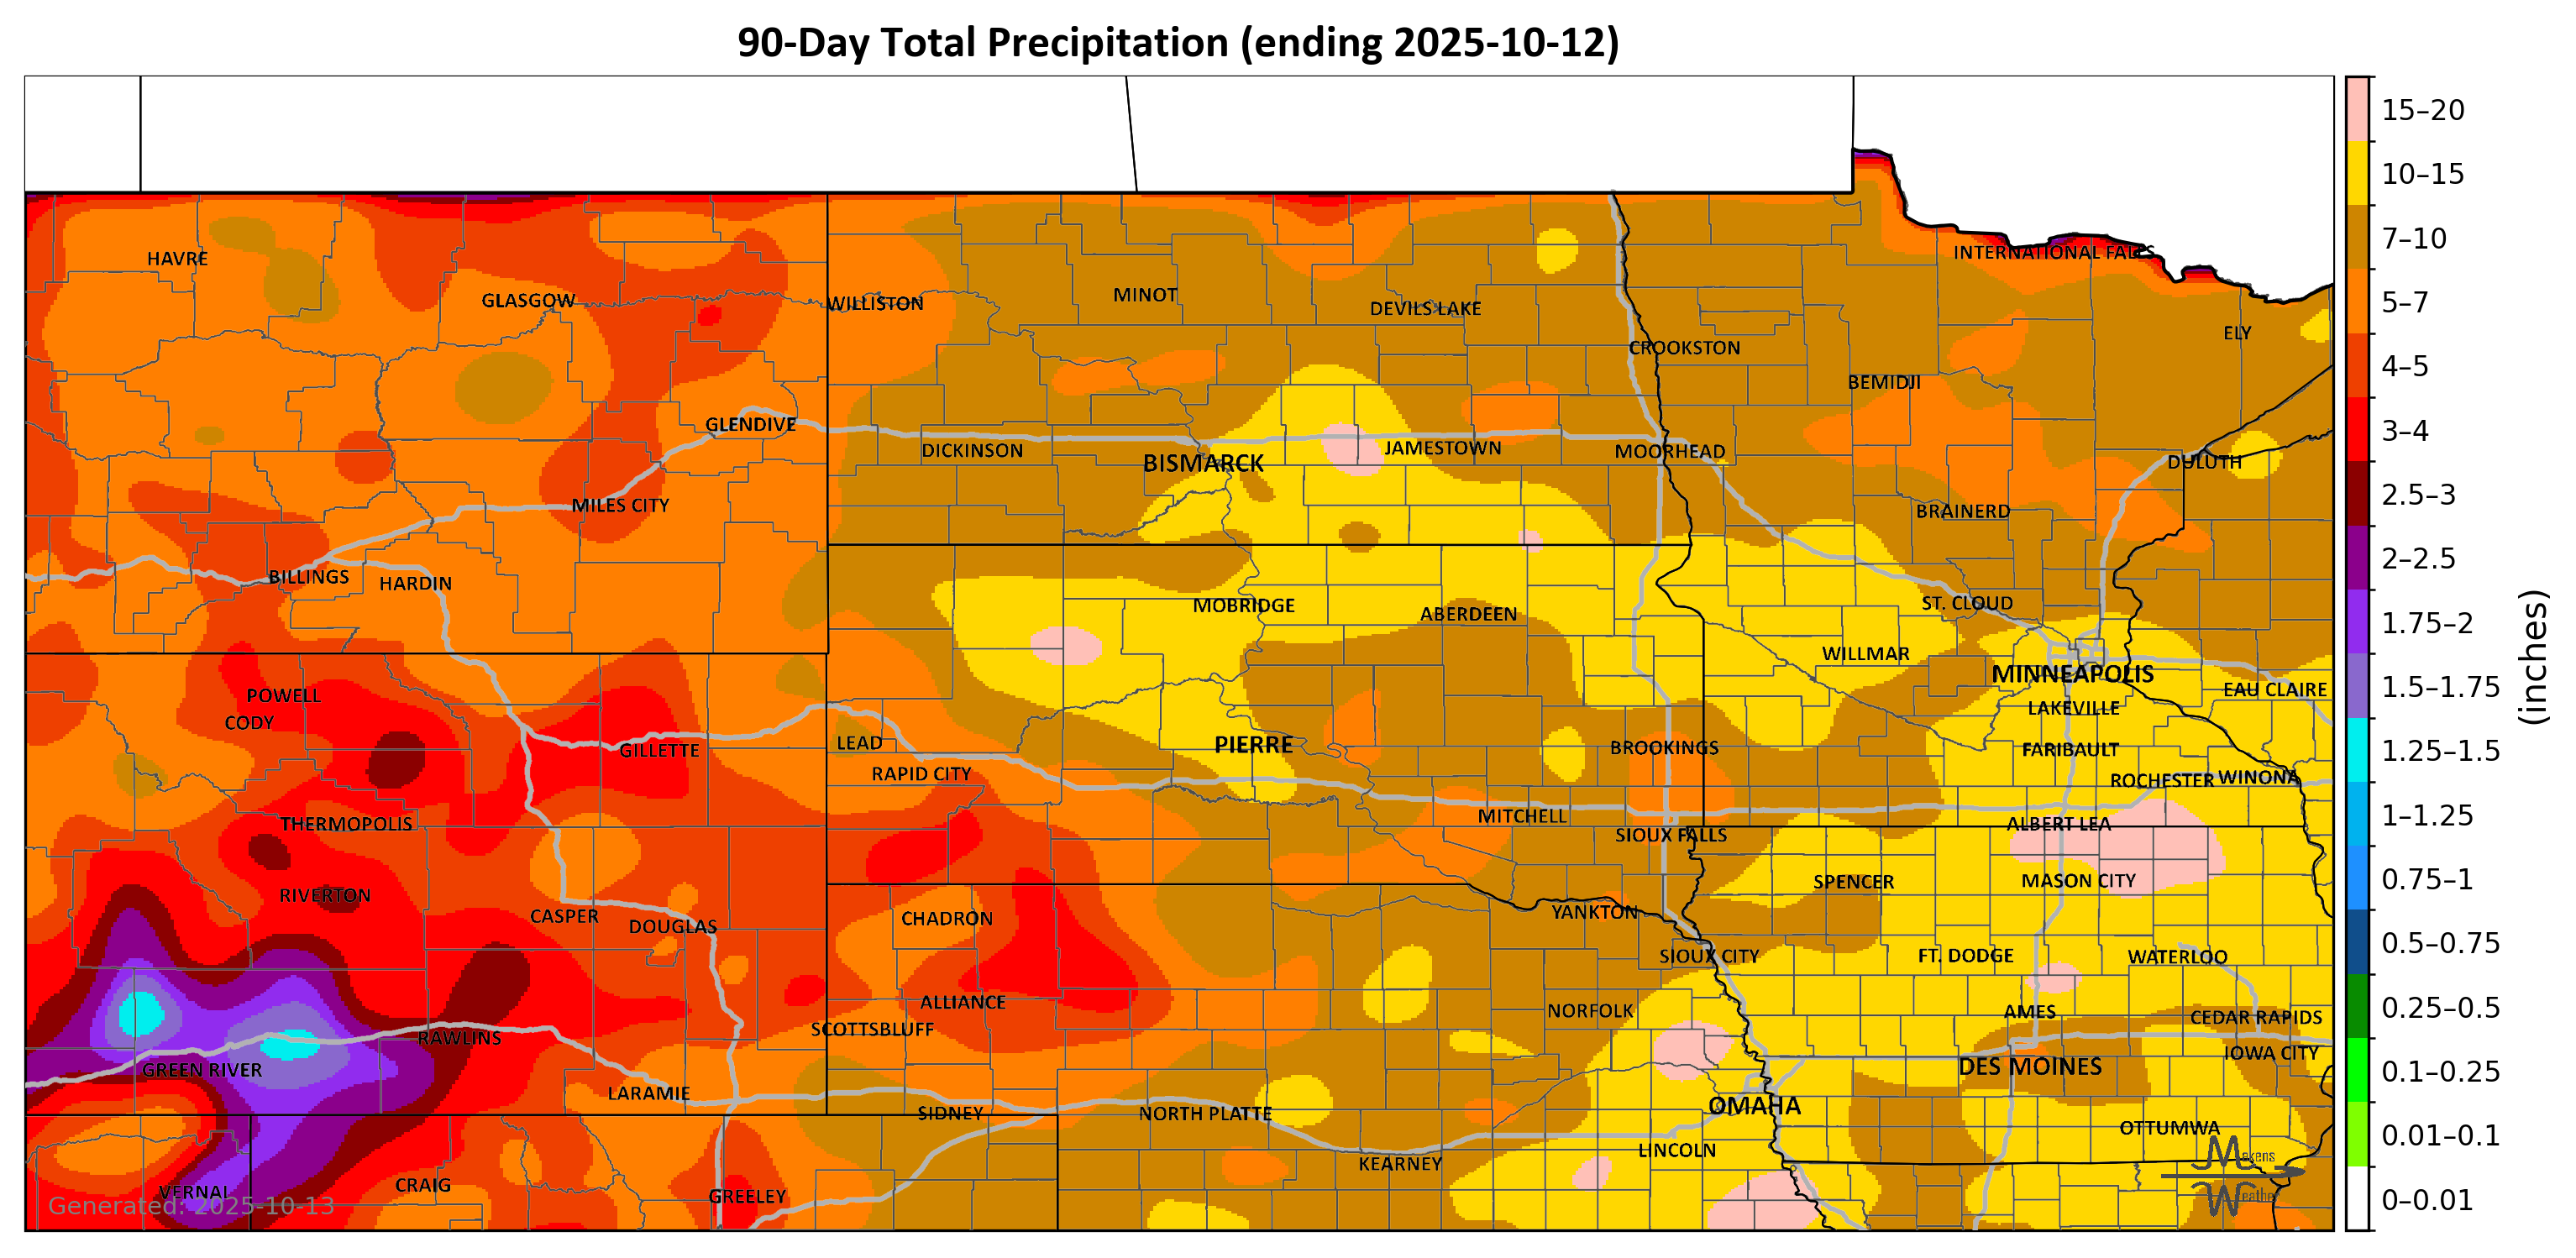 90-Day Total Precipitation (ending 2025-10-12)
INTERNATIONAL FALLS
HAVRE
GLASGOW
WILLISTON
MINOT
DEVILS LAKE
ELY
CROOKSTON
BEMIDJI
GLENDIVE
DICKINSON
BISMARCK
JAMESTOWN
MOORHEAD
DULUTH
MILES CITY
BRAINERD
BILLINGS
HARDIN
MOBRIDGE
ABERDEEN
ST. CLOUD
WILLMAR
MINNEAPOLIS
EAU CLAIRE
POWELL
CODY
LAKEVILLE
GILLETTE
LEAD
PIERRE
BROOKINGS
FARIBAULT
RAPID CITY
ROCHESTER
WINONA
THERMOPOLIS
MITCHELL
SIOUX FALLS
ALBERT LEA
RIVERTON
SPENCER
MASON CITY
CASPER
DOUGLAS
CHADRON
YANKTON
SIOUX CITY
FT. DODGE
WATERLOO
ALLIANCE
NORFOLK
AMES
CEDAR RAPIDS
SCOTTSBLUFF
RAWLINS
IOWA CITY
GREEN RIVER
DES MOINES
LARAMIE
SIDNEY
NORTH PLATTE
OMAHA
OTTUMWA
LINCOLN
KEARNEY
VERNAL
CRAIG
GREELEY
Generated: 2025-10-13
Makens
Weather
15–20
10–15
7–10
5–7
4–5
3–4
2.5–3
2–2.5
1.75–2
1.5–1.75
1.25–1.5
1–1.25
0.75–1
0.5–0.75
0.25–0.5
0.1–0.25
0.01–0.1
0–0.01
(inches)